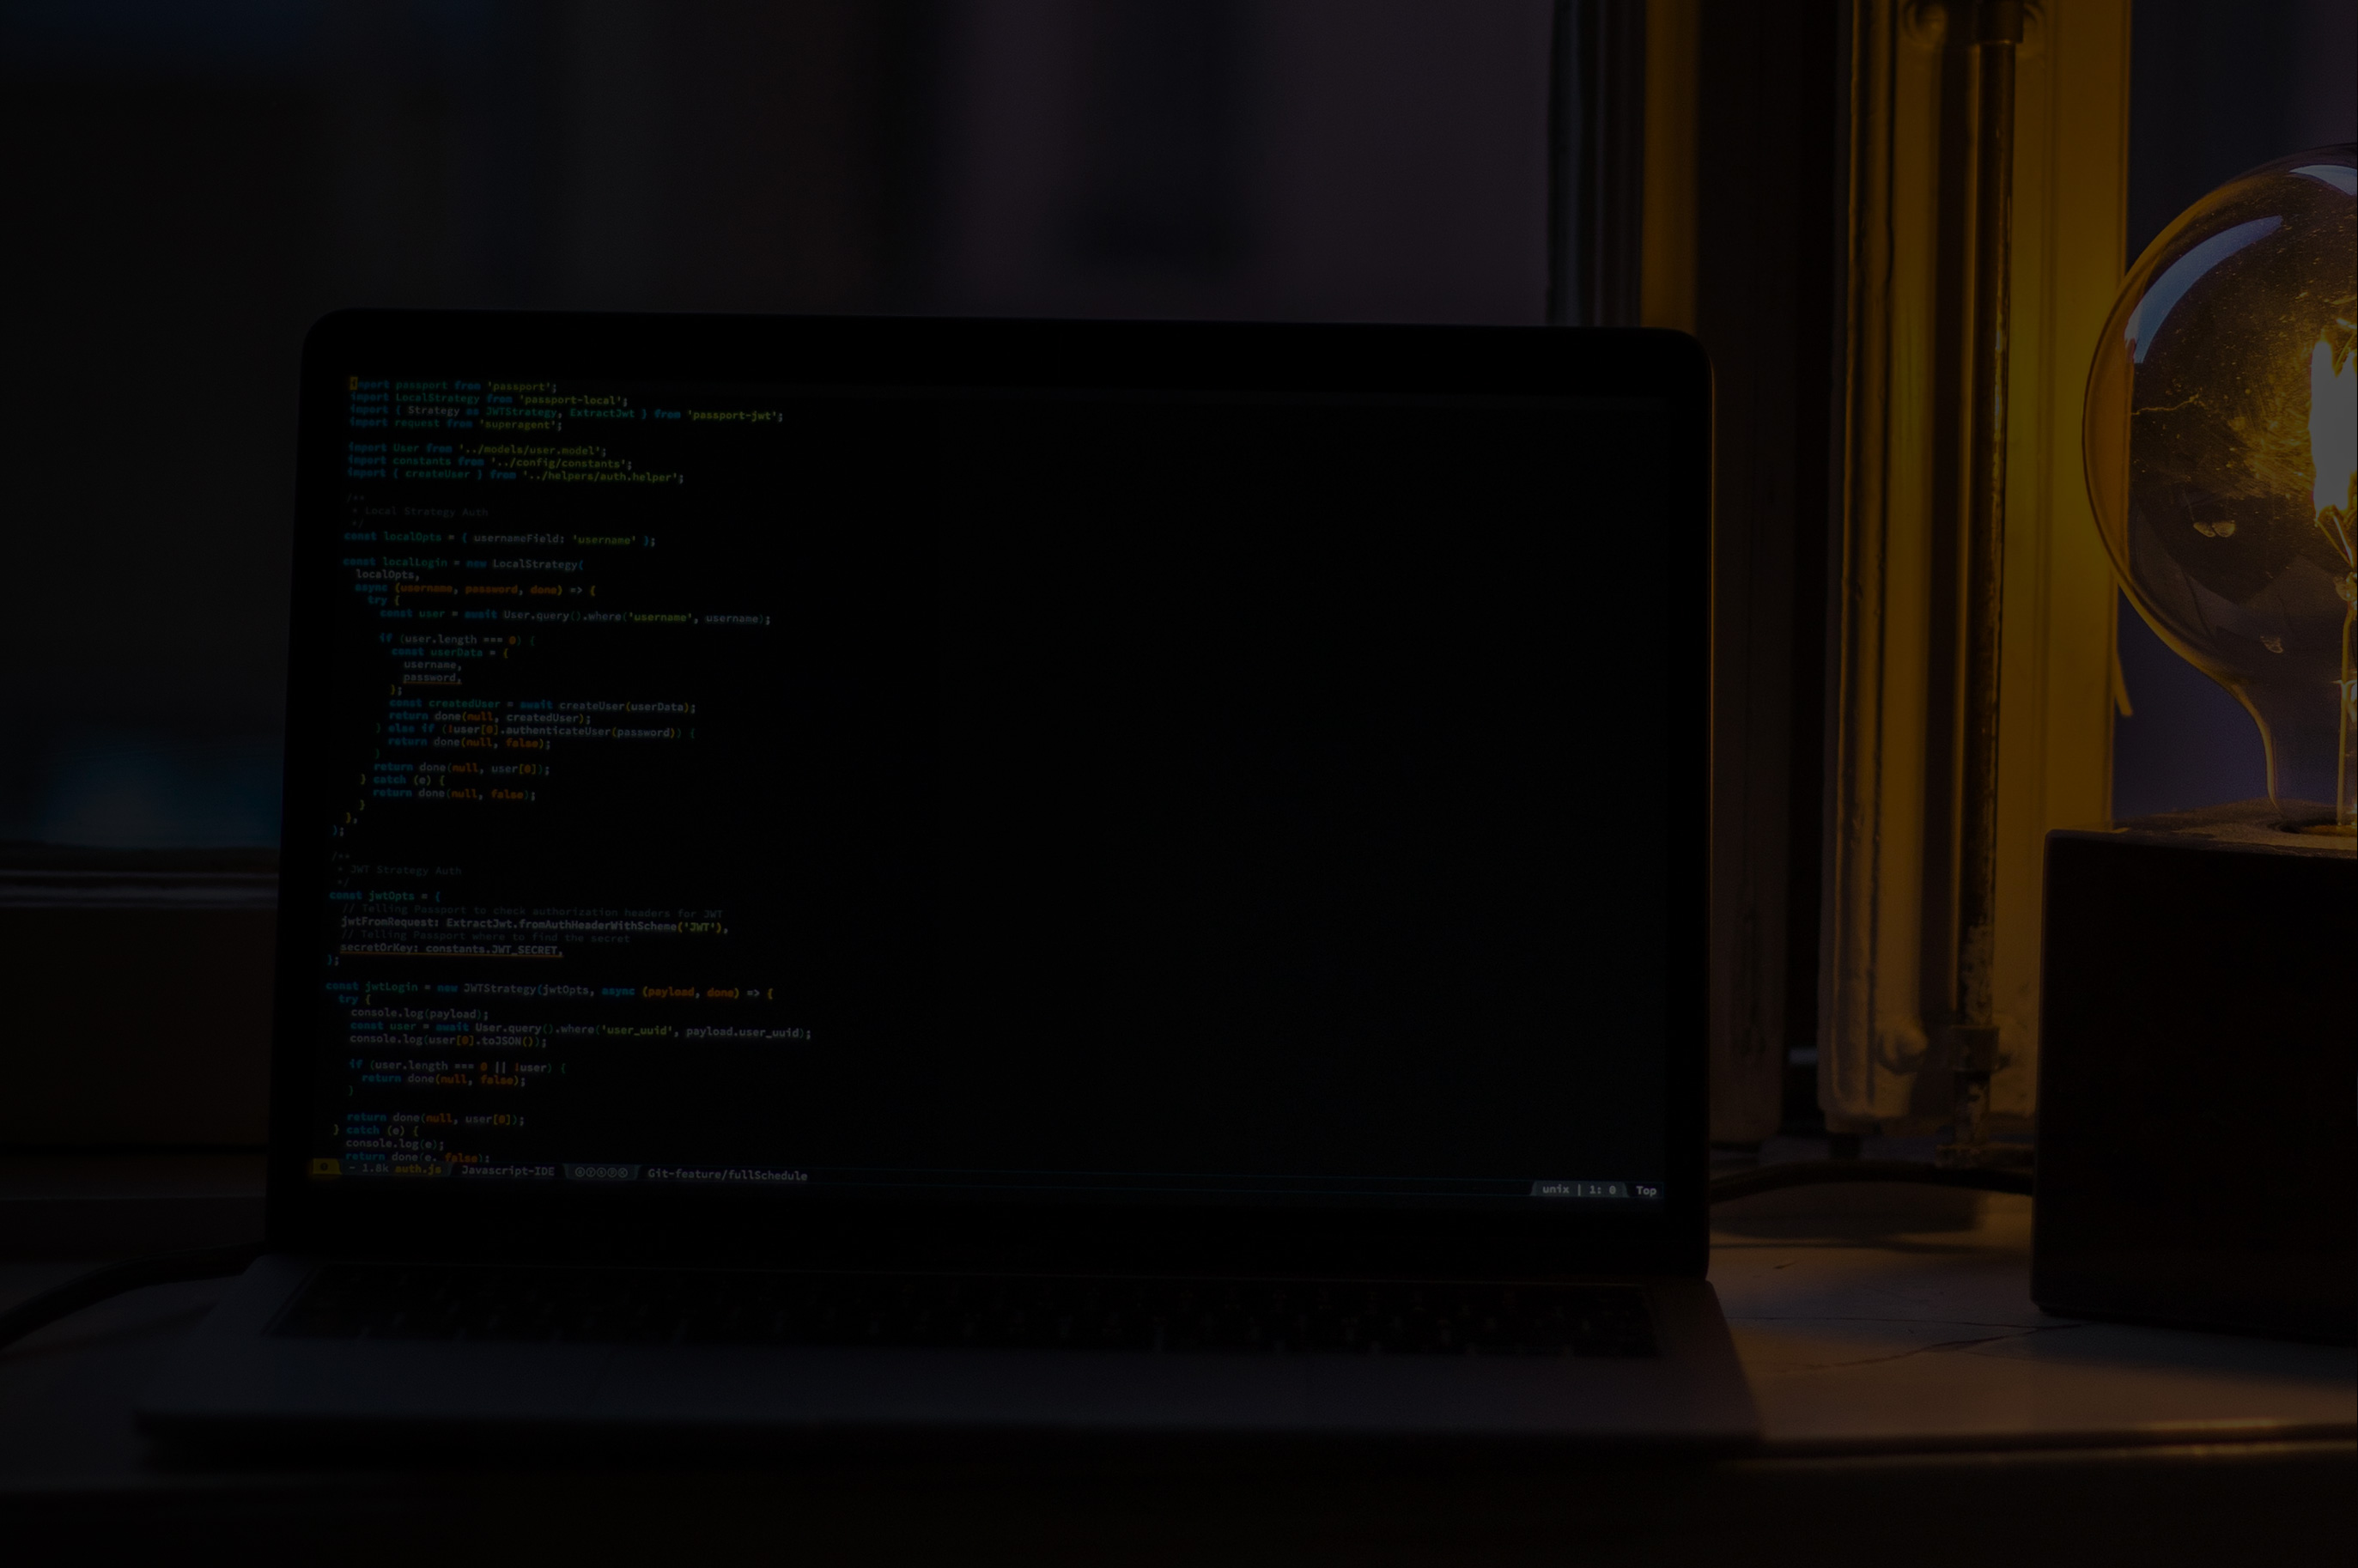 import passport from 'passport';
import LocalStrategy from 'passport-local';
import { Strategy as JWTStrategy, ExtractJwt } from 'passport-jwt';
import request from 'superagent';
import User from '../models/user.model';
import constants from '../config/constants';
import { createUser } from '../helpers/auth.helper';
/**
* Local Strategy Auth
*/
const localOpts = { usernameField: 'username' };
const localLogin = new LocalStrategy(
localOpts,
async (username, password, done) => {
try {
const user = await User.query().where('username', username);
if (user.length === 0) {
const userData = {
username,
password,
};
const createdUser = await createUser(userData);
return done(null, createdUser);
} else if (!user[0].authenticateUser(password)) {
return done(null, false);
}
return done(null, user[0]);
} catch (e) {
return done(null, false);
}
},
);
/**
* JWT Strategy Auth
*/
const jwtOpts = {
// Telling Passport to check authorization headers for JWT
jwtFromRequest: ExtractJwt.fromAuthHeaderWithScheme('JWT'),
// Telling Passport where to find the secret
secretOrKey: constants.JWT_SECRET,
};
const jwtLogin = new JWTStrategy(jwtOpts, async (payload, done) => {
try {
console.log(payload);
const user = await User.query().where('user_uuid', payload.user_uuid);
console.log(user[0].toJSON());
if (user.length === 0 || !user) {
return done(null, false);
}
return done(null, user[0]);
} catch (e) {
console.log(e);
return done(e, false);
- 1.8k auth.js Javascript-IDE Git-feature/fullSchedule unix | 1: 0 Top